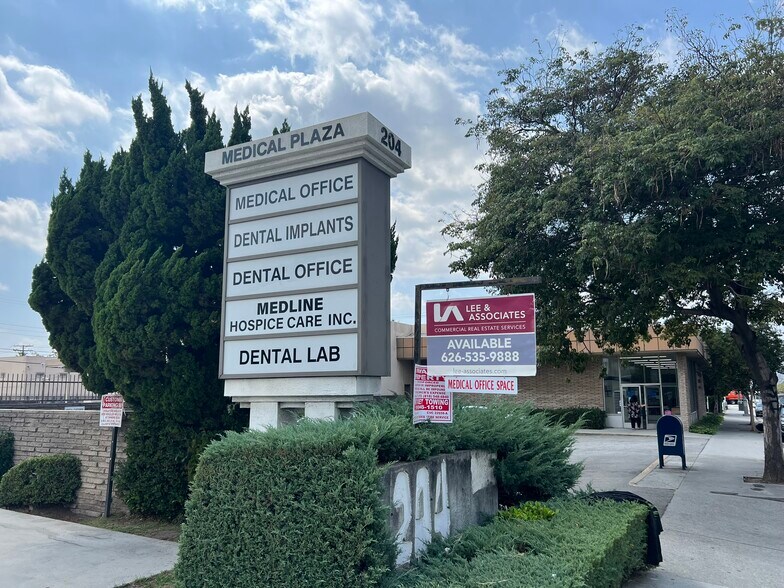 MEDICAL PLAZA
204
MEDICAL OFFICE
DENTAL IMPLANTS
DENTAL OFFICE
MEDLINE
HOSPICE CARE INC.
DENTAL LAB
LA LEE &
& ASSOCIATES
COMMERCIAL REAL ESTATE SERVICES
AVAILABLE
626-535-9888
MEDICAL OFFICE SPACE
204